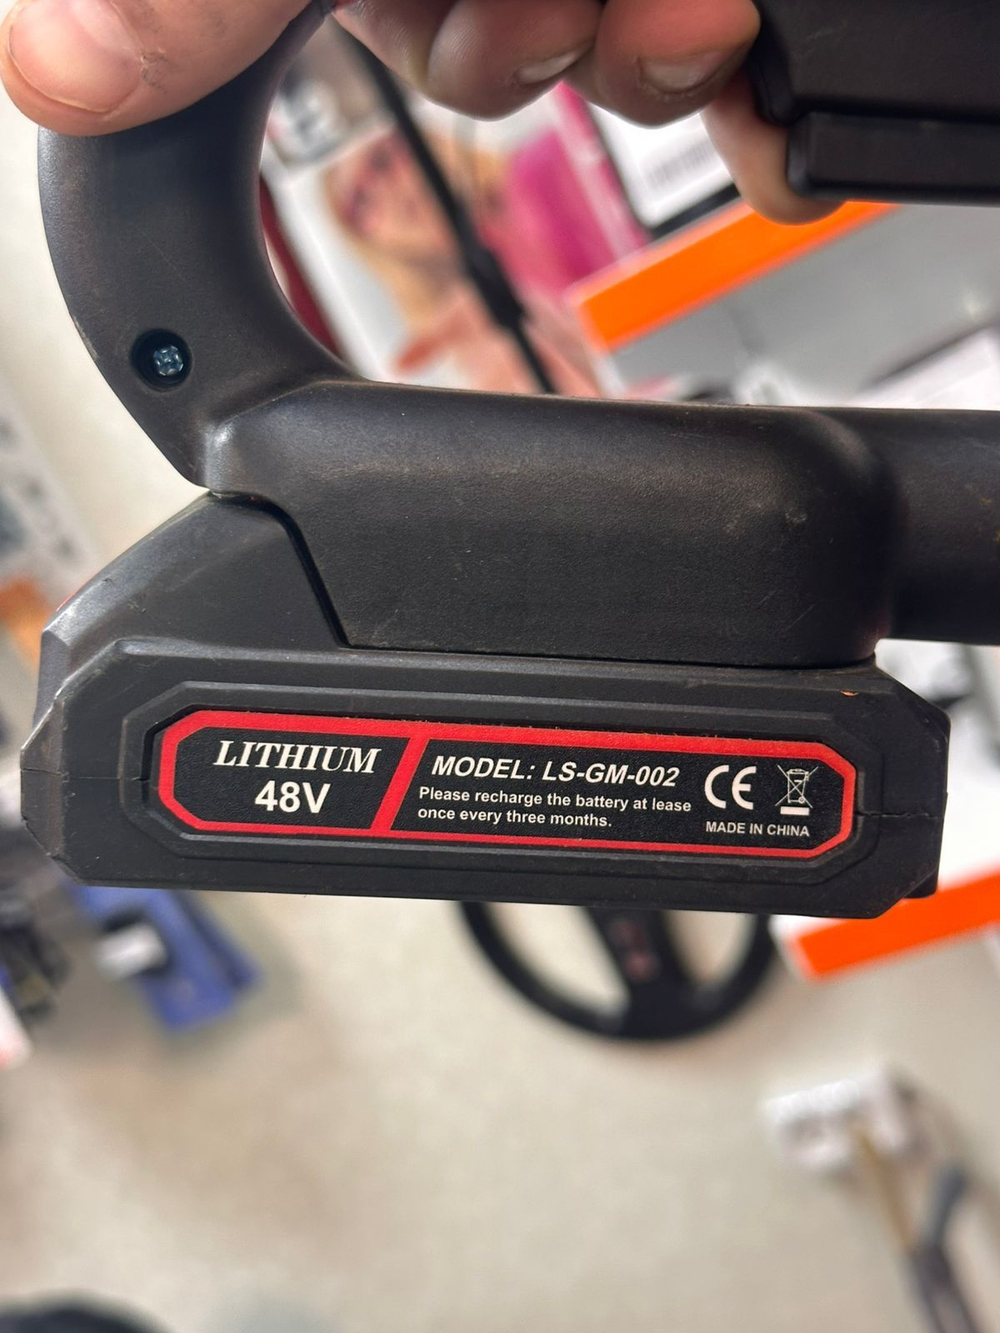 LITHIUM
48V
MODEL: LS-GM-002
Please recharge the battery at lease
once every three months.
CE
MADE IN CHINA